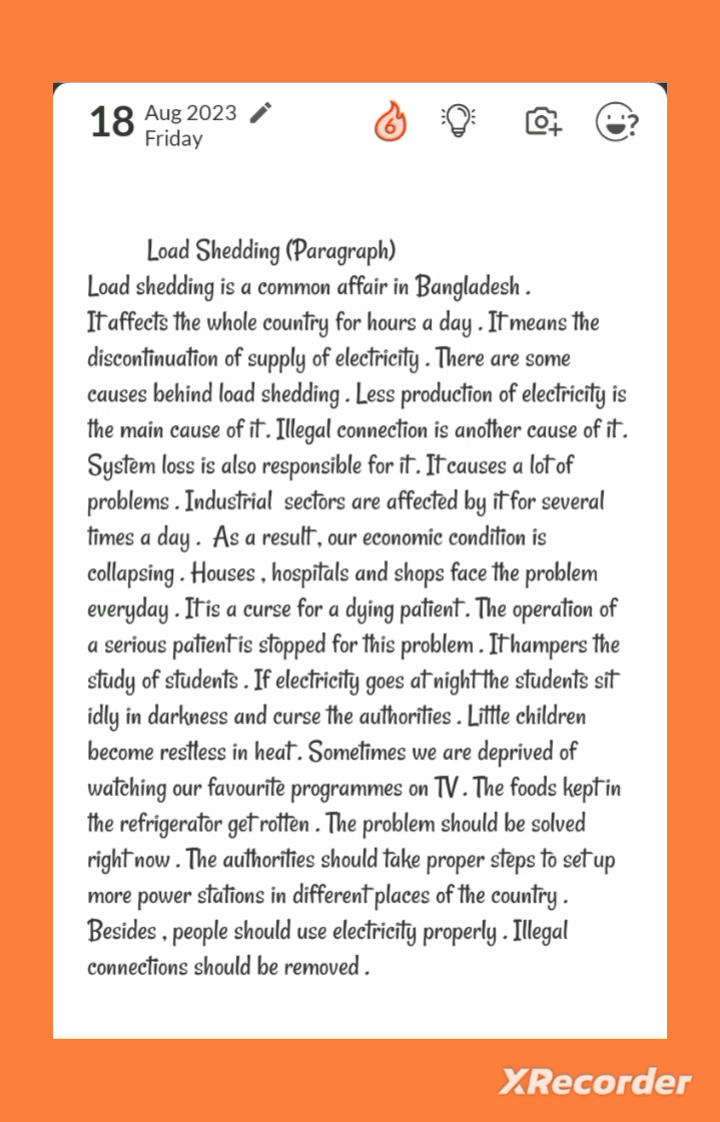 18 Aug 2023
Friday
6
?
Load Shedding (Paragraph)
Load shedding is a common affair in Bangladesh .
It affects the whole country for hours a day . It means the
discontinuation of supply of electricity . There are some
causes behind load shedding . Less production of electricity is
the main cause of it . Illegal connection is another cause of it .
System loss is also responsible for it . It causes a lot of
problems . Industrial  sectors are affected by it for several
times a day .  As a result , our economic condition is
collapsing . Houses , hospitals and shops face the problem
everyday . It is a curse for a dying patient . The operation of
a serious patient is stopped for this problem . It hampers the
study of students . If electricity goes at night the students sit
idly in darkness and curse the authorities . Little children
become restless in heat . Sometimes we are deprived of
watching our favourite programmes on TV . The foods kept in
the refrigerator get rotten . The problem should be solved
right now . The authorities should take proper steps to set up
more power stations in different places of the country .
Besides , people should use electricity properly . Illegal
connections should be removed .
XRecorder